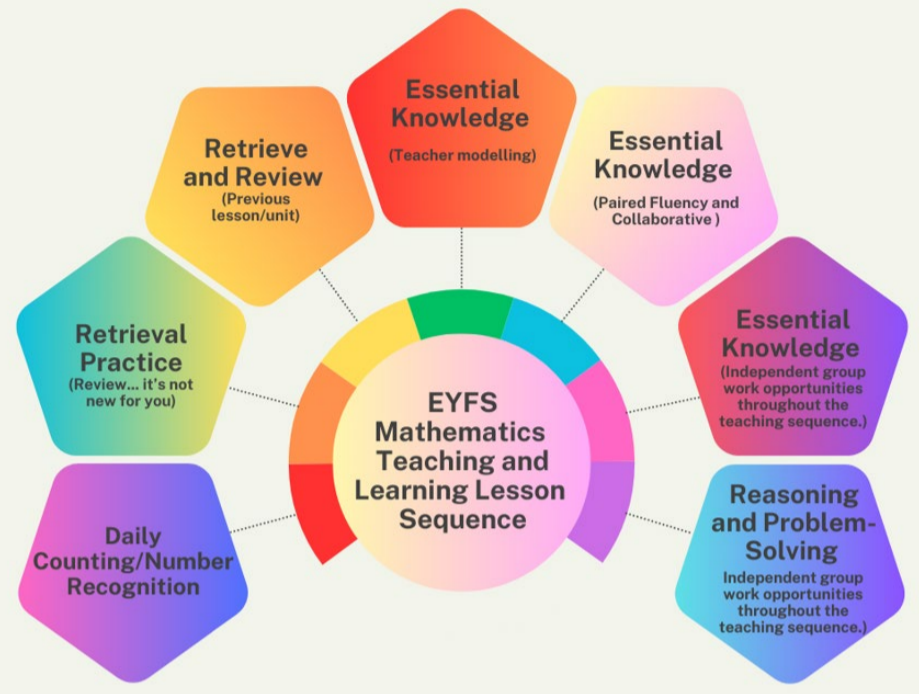 Daily
Counting/Number
Recognition
Retrieval
Practice
(Review... it's not
new for you)
Retrieve
and Review
(Previous
lesson/unit)
Essential
Knowledge
(Teacher modelling)
Essential
Knowledge
(Paired Fluency and
Collaborative )
Essential
Knowledge
(Independent group
work opportunities
throughout the
teaching sequence.)
Reasoning
and Problem-
Solving
Independent group
work opportunities
throughout the
teaching sequence.)
EYFS
Mathematics
Teaching and
Learning Lesson
Sequence